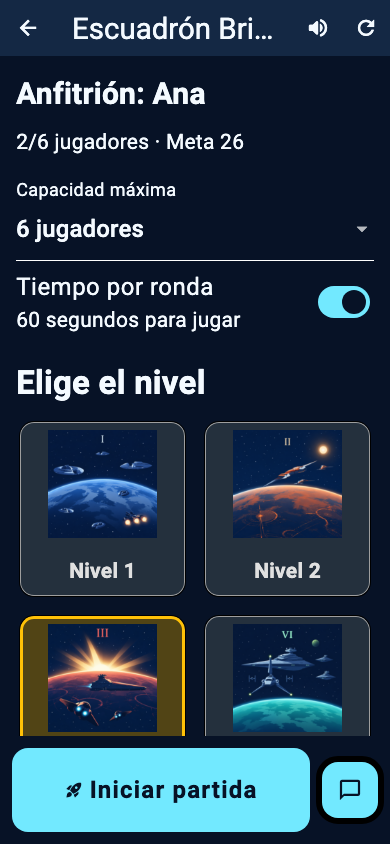 Escuadrón Bri...
Anfitrión: Ana
2/6 jugadores · Meta 26
Capacidad máxima
6 jugadores
Tiempo por ronda
60 segundos para jugar
Elige el nivel
I
II
Nivel 1
Nivel 2
III
VI
Iniciar partida